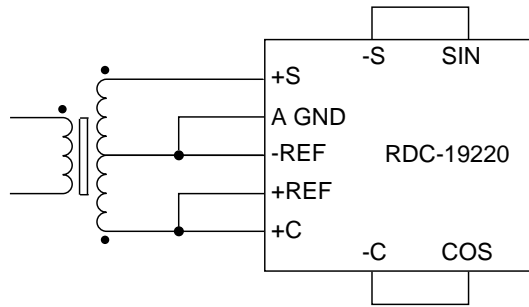 -S SIN
+S
A GND
-REF RDC-19220
+REF
+C
-C COS